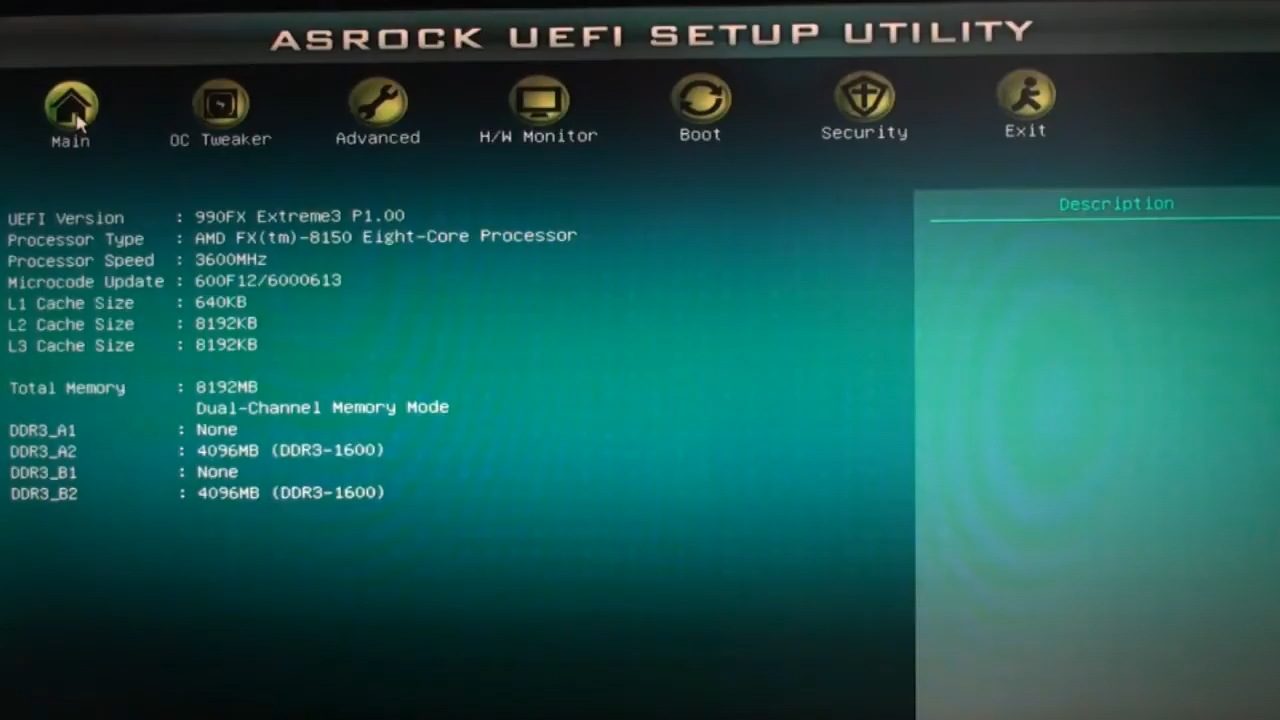 ASROCK UEFI SETUP UTILITY
Main OC Tweaker Advanced H/W Monitor Boot Security Exit
Description
UEFI Version : 990FX Extreme3 P1.00
Processor Type : AMD FX(tm)-8150 Eight-Core Processor
Processor Speed : 3600MHz
Microcode Update : 600F12/6000613
L1 Cache Size : 640KB
L2 Cache Size : 8192KB
L3 Cache Size : 8192KB
Total Memory : 8192MB
Dual-Channel Memory Mode
DDR3_A1 : None
DDR3_A2 : 4096MB (DDR3-1600)
DDR3_B1 : None
DDR3_B2 : 4096MB (DDR3-1600)